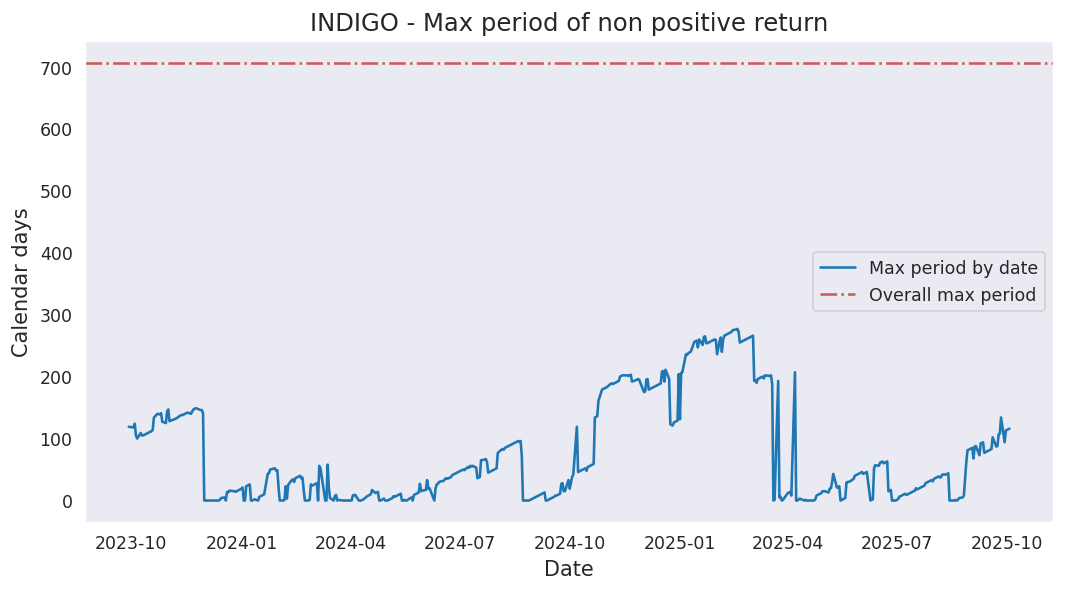 INDIGO - Max period of non positive return
700
600
500
400
300
200
100
0
Calendar days
Max period by date
Overall max period
2023-10 2024-01 2024-04 2024-07 2024-10 2025-01 2025-04 2025-07 2025-10
Date